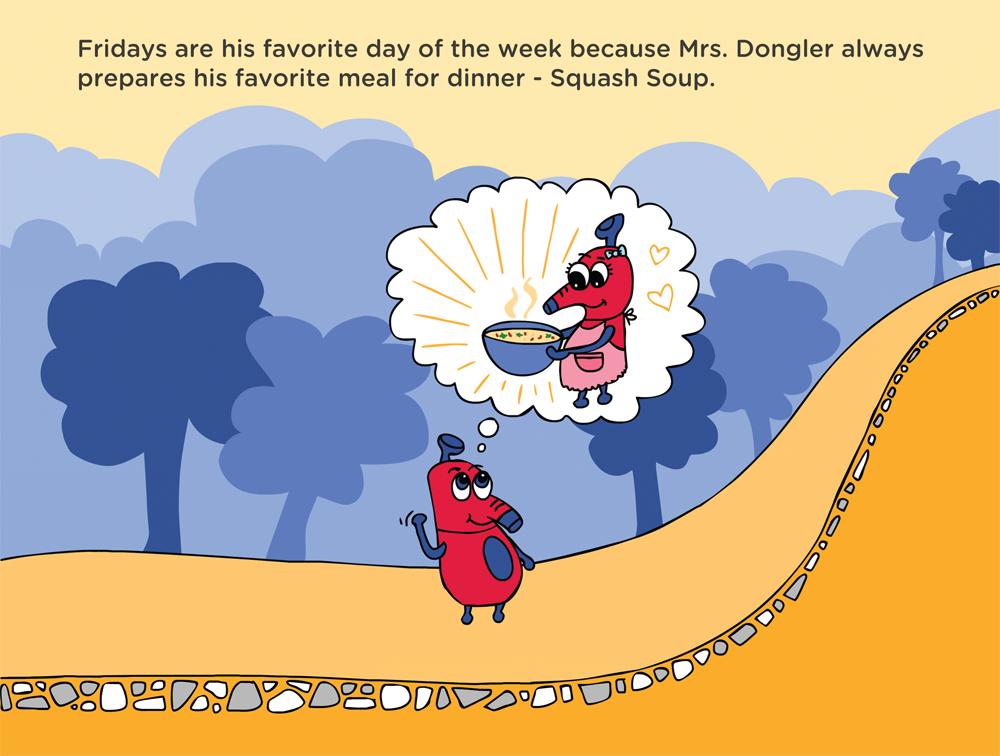 Fridays are his favorite day of the week because Mrs. Dongler always
prepares his favorite meal for dinner - Squash Soup.